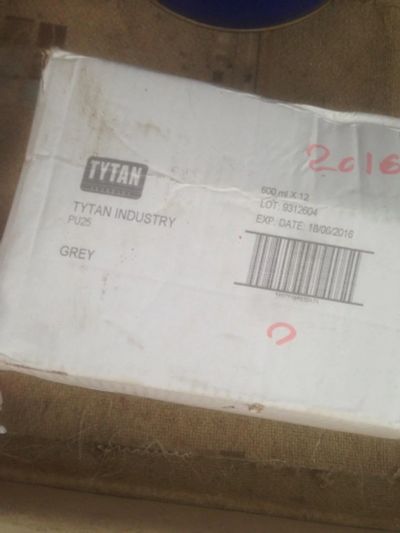 TYTAN
TYTAN INDUSTRY
PU25
GREY
2016
600 ml X 12
LOT: 9312604
EXP. DATE: 18/06/2016